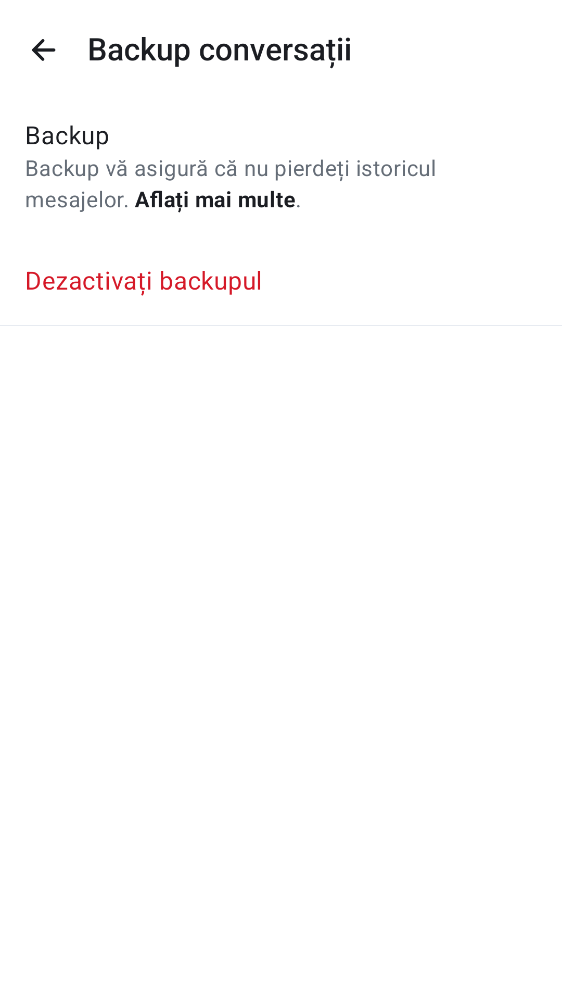 Backup conversații
Backup
Backup vă asigură că nu pierdeți istoricul
mesajelor. Aflați mai multe.
Dezactivați backupul